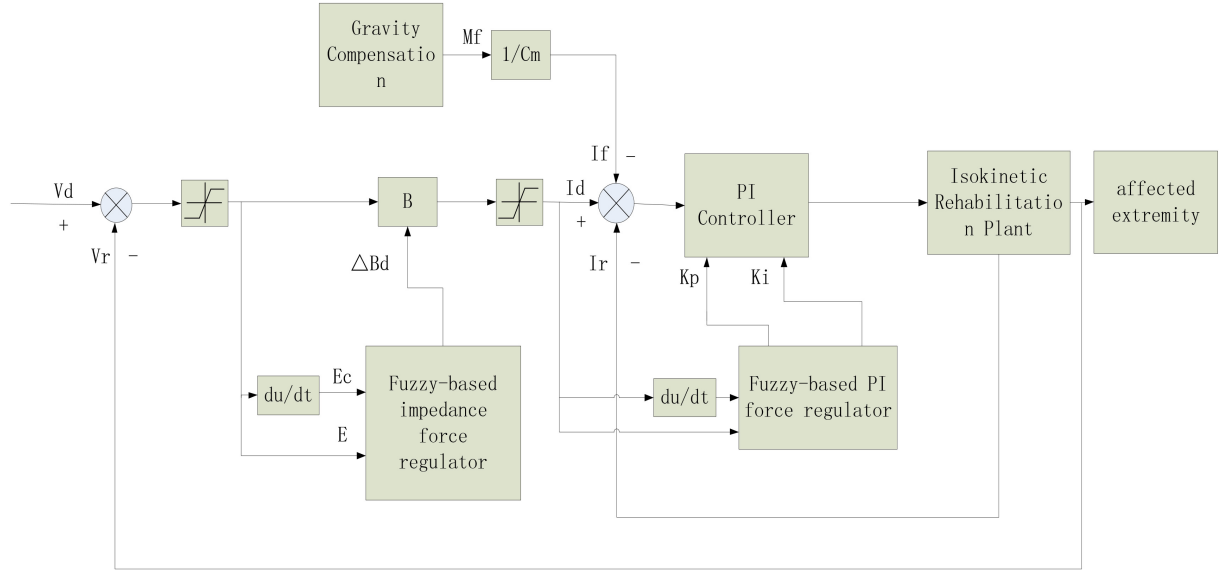 Gravity
Compensatio
n
Mf
1/Cm
If
−
Vd
+
B
Id
+
PI
Controller
Isokinetic
Rehabilitatio
n Plant
affected
extremity
Vr −
△Bd
Ir −
Kp
Ki
du/dt
Ec
E
Fuzzy-based
impedance
force
regulator
du/dt
Fuzzy-based PI
force regulator